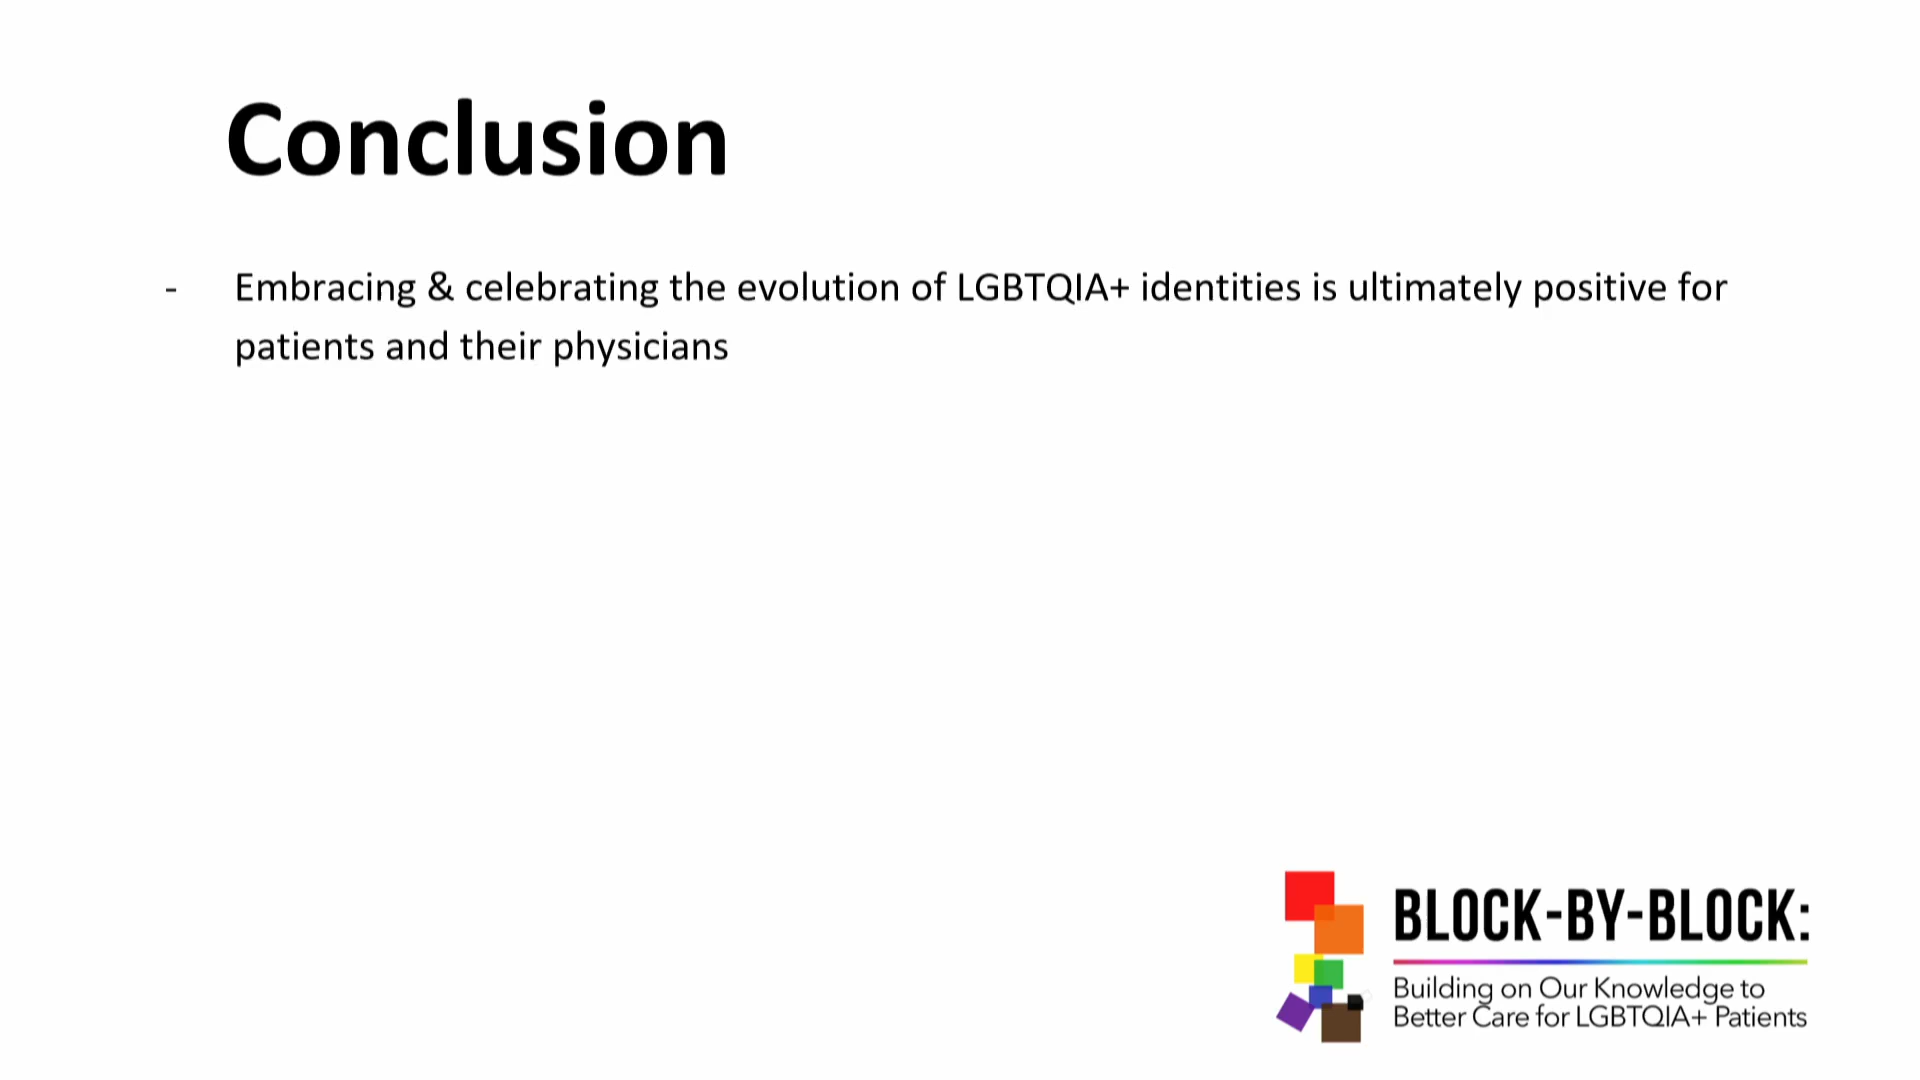 Conclusion
- Embracing & celebrating the evolution of LGBTQIA+ identities is ultimately positive for
patients and their physicians
BLOCK-BY-BLOCK:
Building on Our Knowledge to
Better Care for LGBTQIA+ Patients